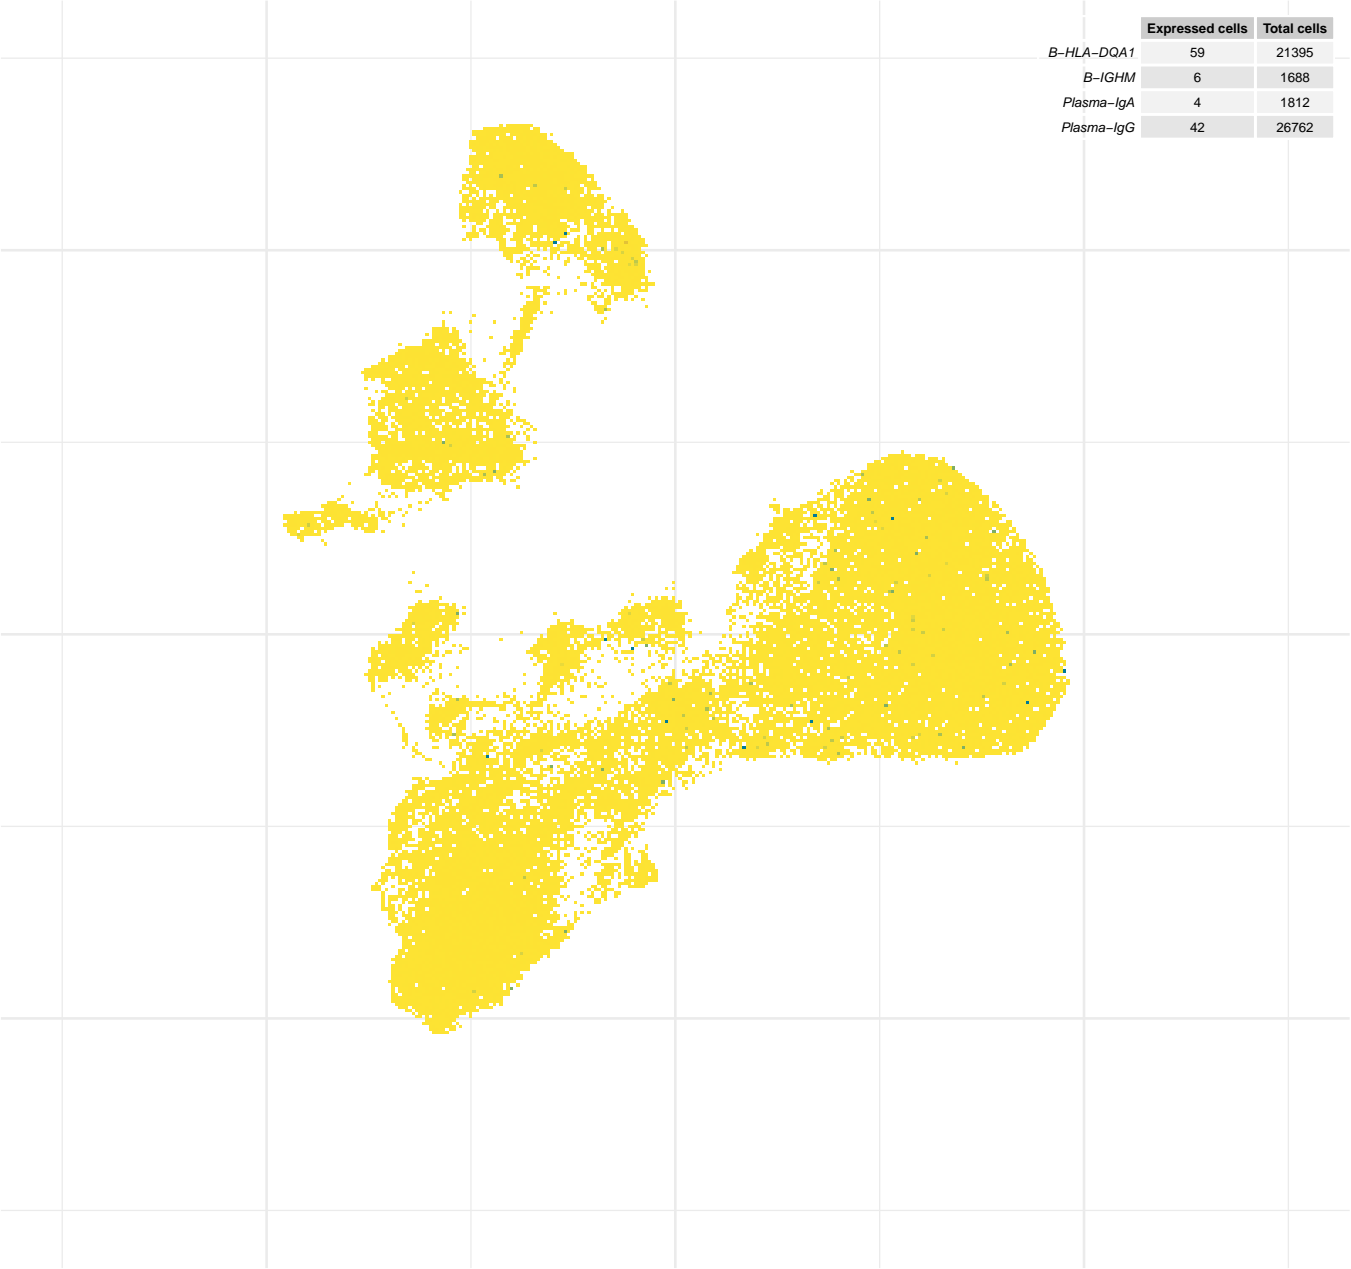 Expressed cells Total cells
B−HLA−DQA1 59 21395
B−IGHM 6 1688
Plasma−IgA 4 1812
Plasma−IgG 42 26762